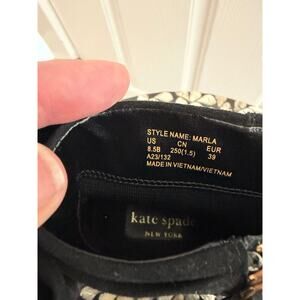 STYLE NAME: MARLA
US CN EUR
8.5B 250(1.5) 39
A23/132
MADE IN VIETNAM/VIETNAM
kate spade
NEW YORK